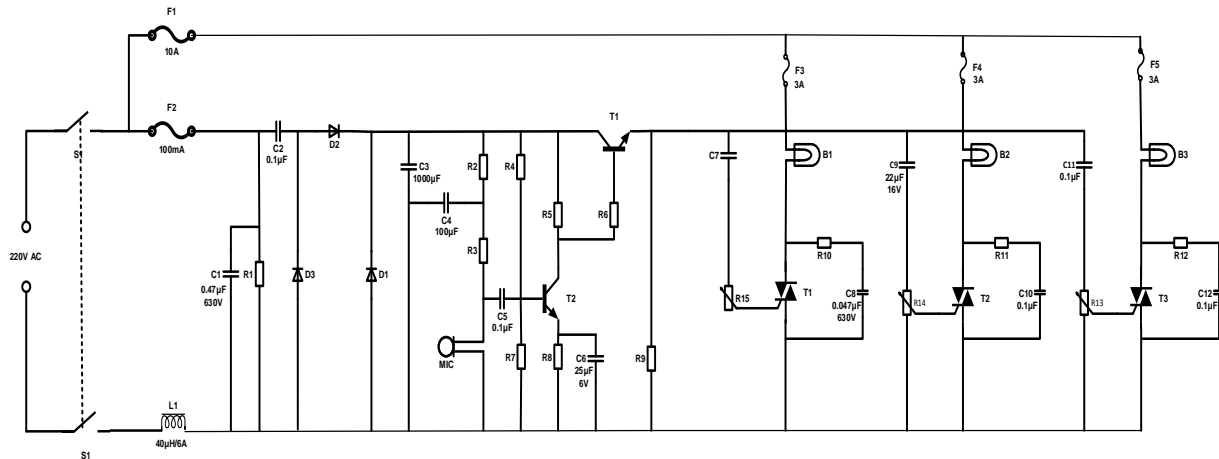 F1
10A
F2
100mA
S1
220V AC
S1
L1
40µH/6A
C1
0.47µF
630V
R1
C2
0.1µF
D2
D3
D1
C3
1000µF
C4
100µF
R2
R3
R4
C5
0.1µF
MIC
R5
R6
R7
R8
T1
T2
C6
25µF
6V
R9
C7
R15
F3
3A
B1
R10
T1
C8
0.047µF
630V
C9
22µF
16V
R14
F4
3A
B2
R11
T2
C10
0.1µF
C11
0.1µF
R13
F5
3A
B3
R12
T3
C12
0.1µF